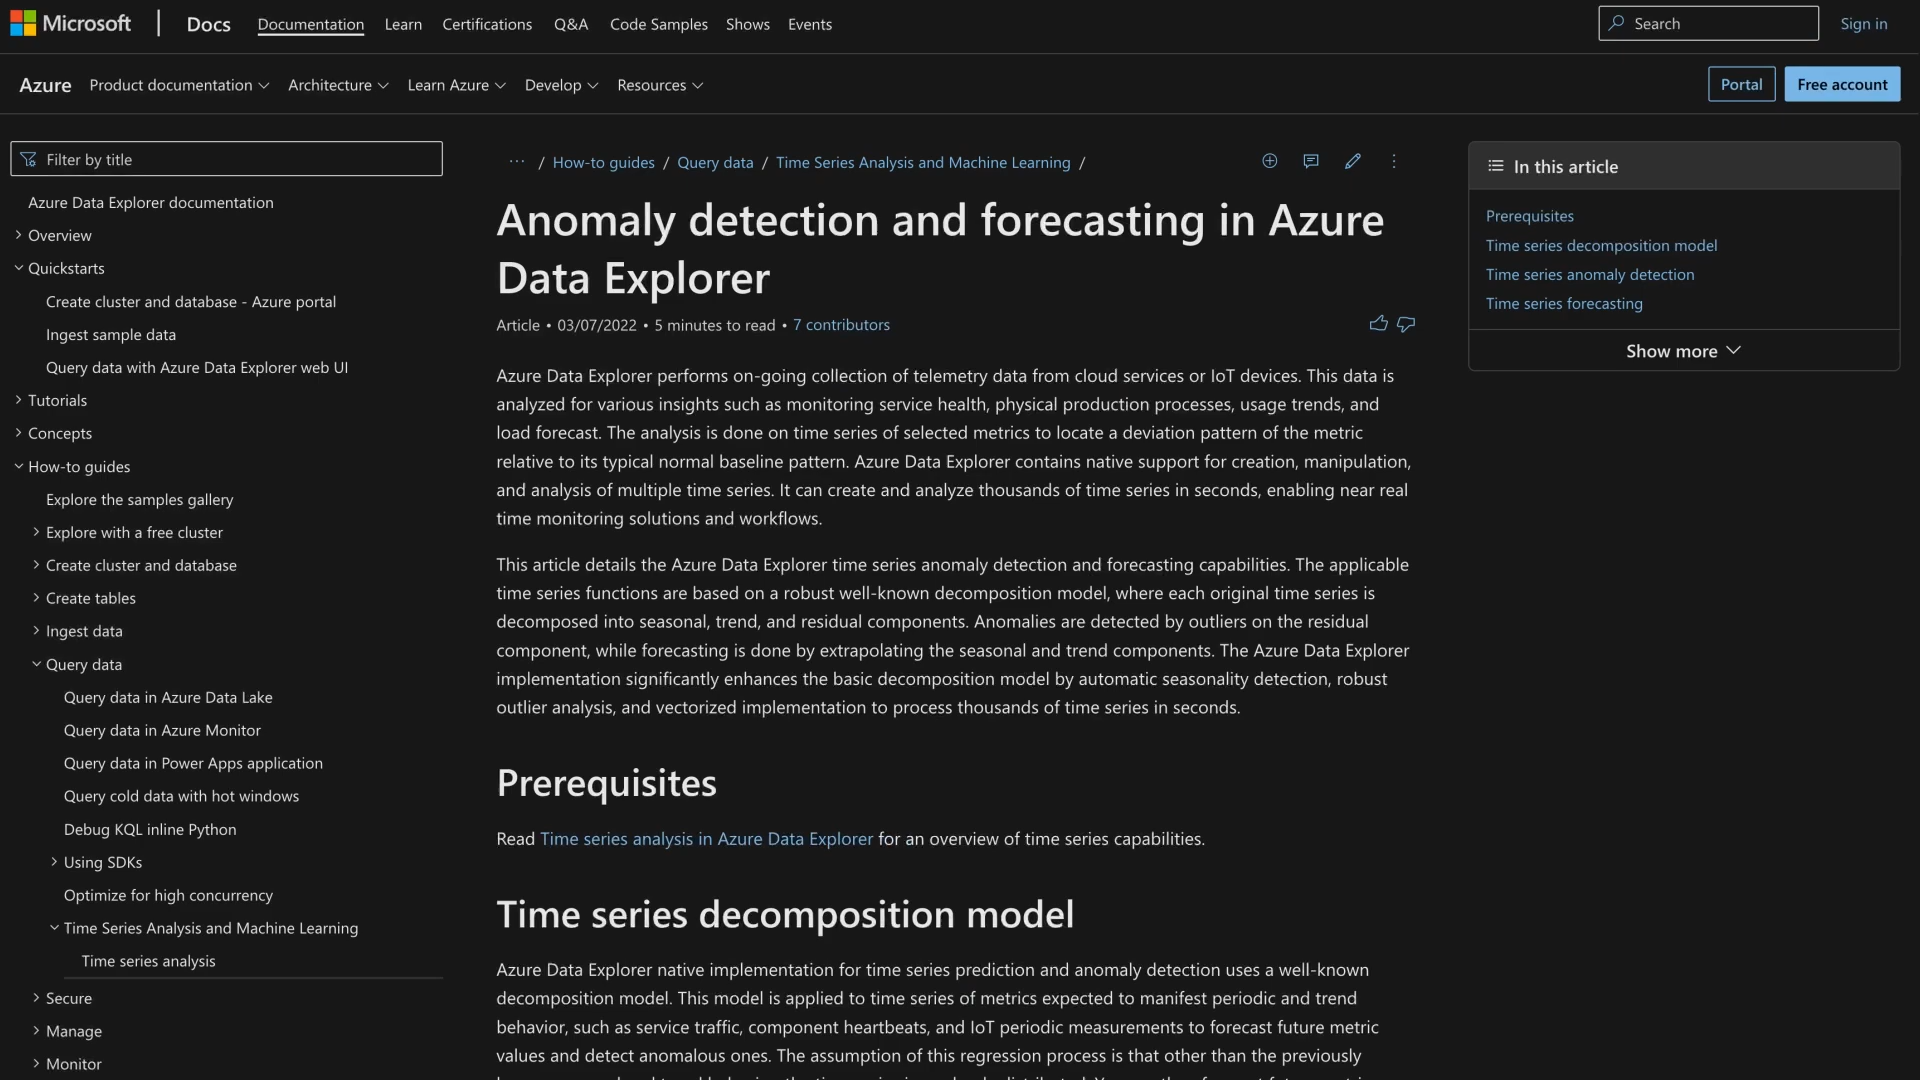 Microsoft
Docs
Documentation
Learn
Certifications
Q&A
Code Samples
Shows
Events
Search
Sign in
Azure
Product documentation
Architecture
Learn Azure
Develop
Resources
Portal
Free account
Filter by title
Azure Data Explorer documentation
Overview
Quickstarts
Create cluster and database - Azure portal
Ingest sample data
Query data with Azure Data Explorer web UI
Tutorials
Concepts
How-to guides
Explore the samples gallery
Explore with a free cluster
Create cluster and database
Create tables
Ingest data
Query data
Query data in Azure Data Lake
Query data in Azure Monitor
Query data in Power Apps application
Query cold data with hot windows
Debug KQL inline Python
Using SDKs
Optimize for high concurrency
Time Series Analysis and Machine Learning
Time series analysis
Secure
Manage
Monitor
··· / How-to guides / Query data / Time Series Analysis and Machine Learning /
Anomaly detection and forecasting in Azure
Data Explorer
Article • 03/07/2022 • 5 minutes to read • 7 contributors
Azure Data Explorer performs on-going collection of telemetry data from cloud services or IoT devices. This data is
analyzed for various insights such as monitoring service health, physical production processes, usage trends, and
load forecast. The analysis is done on time series of selected metrics to locate a deviation pattern of the metric
relative to its typical normal baseline pattern. Azure Data Explorer contains native support for creation, manipulation,
and analysis of multiple time series. It can create and analyze thousands of time series in seconds, enabling near real
time monitoring solutions and workflows.
This article details the Azure Data Explorer time series anomaly detection and forecasting capabilities. The applicable
time series functions are based on a robust well-known decomposition model, where each original time series is
decomposed into seasonal, trend, and residual components. Anomalies are detected by outliers on the residual
component, while forecasting is done by extrapolating the seasonal and trend components. The Azure Data Explorer
implementation significantly enhances the basic decomposition model by automatic seasonality detection, robust
outlier analysis, and vectorized implementation to process thousands of time series in seconds.
Prerequisites
Read Time series analysis in Azure Data Explorer for an overview of time series capabilities.
Time series decomposition model
Azure Data Explorer native implementation for time series prediction and anomaly detection uses a well-known
decomposition model. This model is applied to time series of metrics expected to manifest periodic and trend
behavior, such as service traffic, component heartbeats, and IoT periodic measurements to forecast future metric
values and detect anomalous ones. The assumption of this regression process is that other than the previously
In this article
Prerequisites
Time series decomposition model
Time series anomaly detection
Time series forecasting
Show more